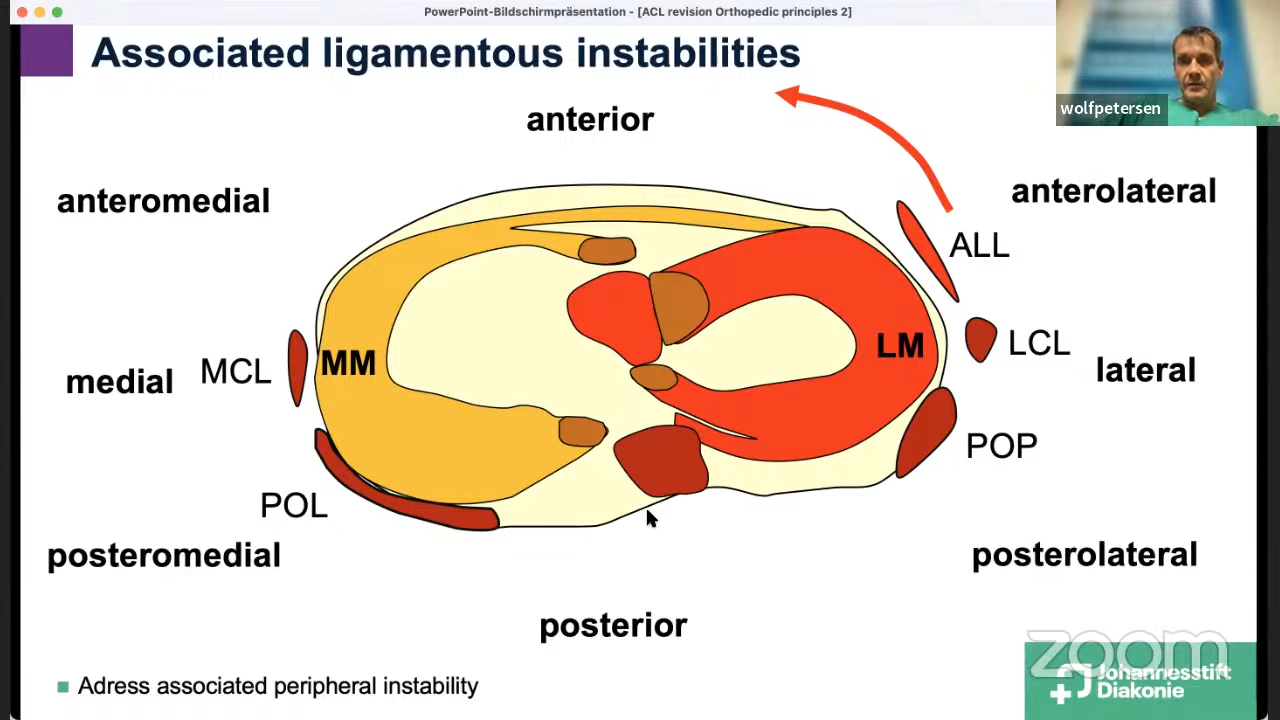 PowerPoint-Bildschirmpräsentation - [ACL revision Orthopedic principles 2]
Associated ligamentous instabilities
wolfpetersen
anterior
anteromedial
anterolateral
ALL
MCL
MM
LM
LCL
medial
lateral
POP
POL
posteromedial
posterolateral
posterior
Adress associated peripheral instability
zoom
Johannesstift
Diakonie